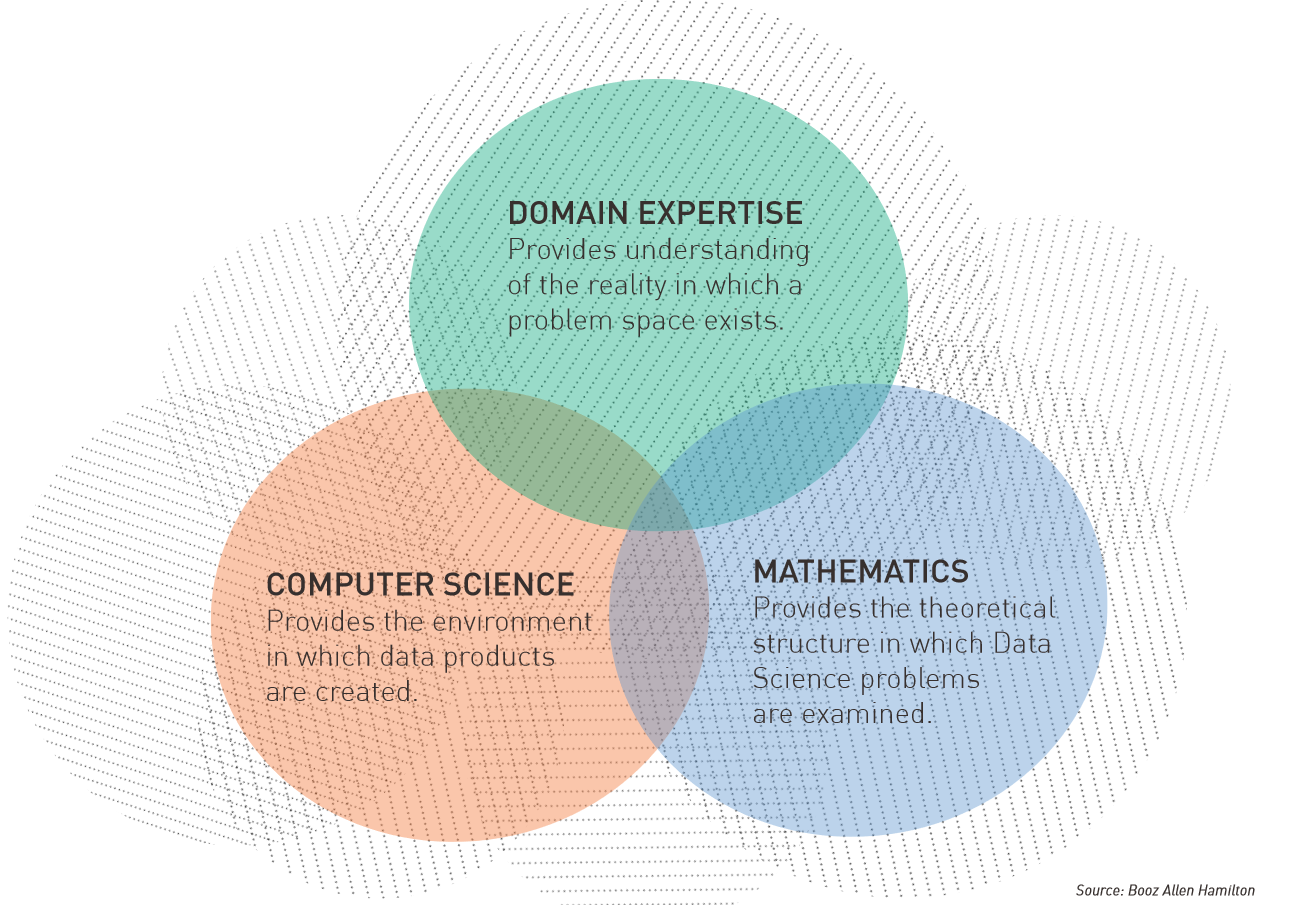 DOMAIN EXPERTISE
Provides understanding
of the reality in which a
problem space exists.
COMPUTER SCIENCE
Provides the environment
in which data products
are created.
MATHEMATICS
Provides the theoretical
structure in which Data
Science problems
are examined.
Source: Booz Allen Hamilton